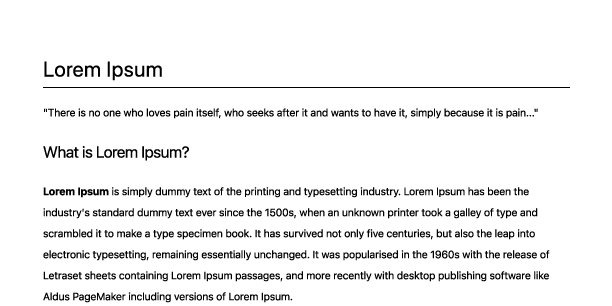 Lorem Ipsum
"There is no one who loves pain itself, who seeks after it and wants to have it, simply because it is pain..."
What is Lorem Ipsum?
Lorem Ipsum is simply dummy text of the printing and typesetting industry. Lorem Ipsum has been the
industry's standard dummy text ever since the 1500s, when an unknown printer took a galley of type and
scrambled it to make a type specimen book. It has survived not only five centuries, but also the leap into
electronic typesetting, remaining essentially unchanged. It was popularised in the 1960s with the release of
Letraset sheets containing Lorem Ipsum passages, and more recently with desktop publishing software like
Aldus PageMaker including versions of Lorem Ipsum.